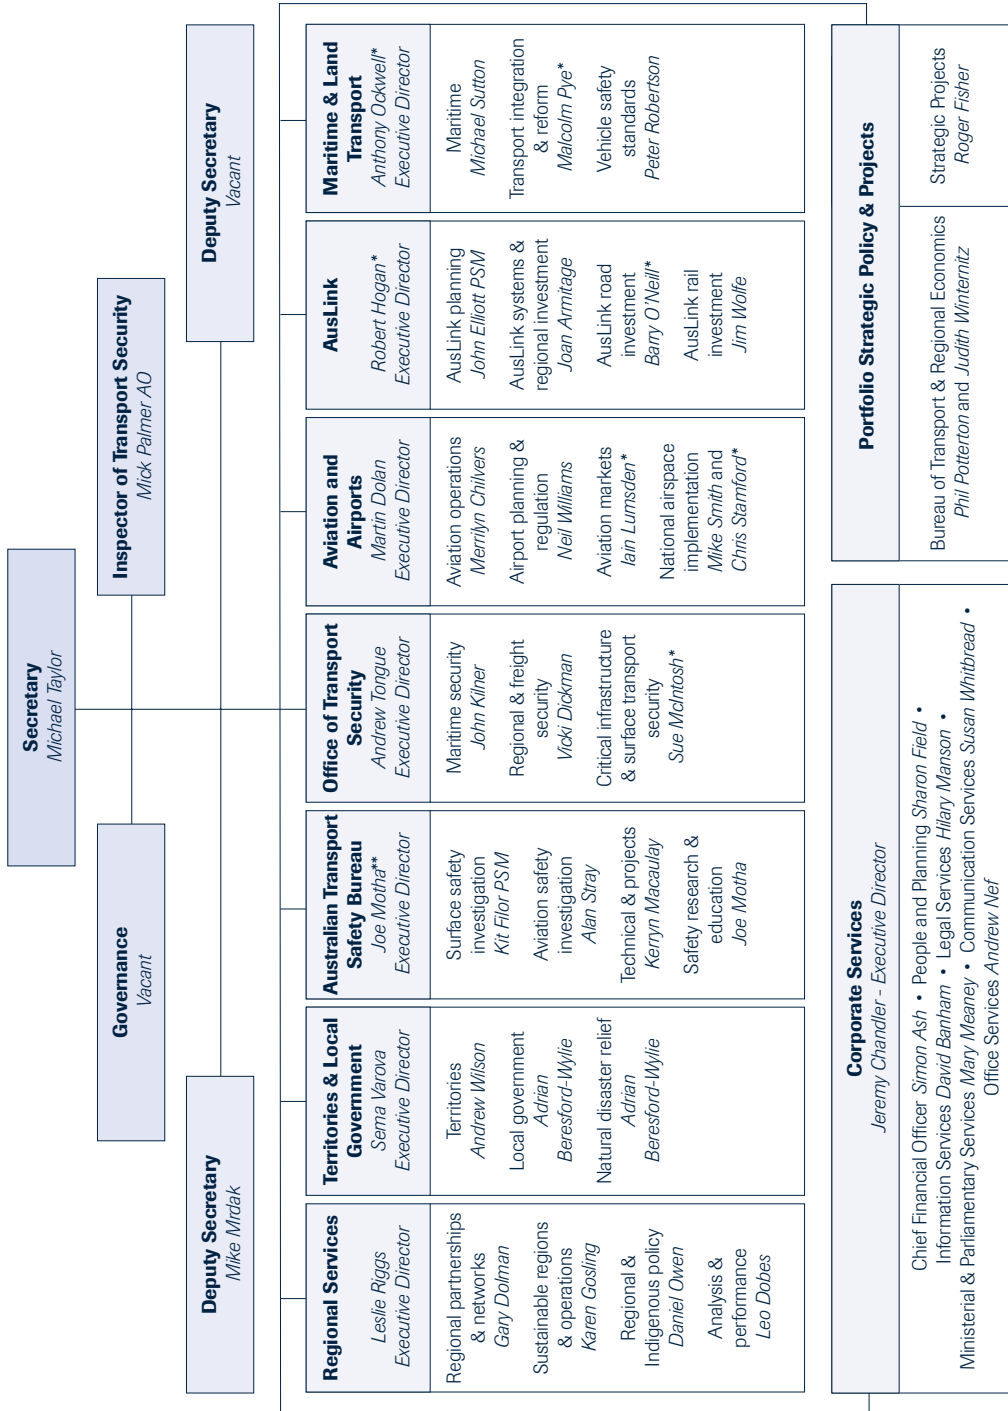 Secretary
Michael Taylor
Governance
Vacant
Inspector of Transport Security
Mick Palmer AO
Deputy Secretary
Mike Mrdak
Deputy Secretary
Vacant
Regional Services
Leslie Riggs
Executive Director
Regional partnerships
& networks
Gary Dolman
Sustainable regions
& operations
Karen Gosling
Regional &
Indigenous policy
Daniel Owen
Analysis &
performance
Leo Dobes
Territories & Local
Government
Sema Varova
Executive Director
Territories
Andrew Wilson
Local government
Adrian
Beresford-Wylie
Natural disaster relief
Adrian
Beresford-Wylie
Australian Transport
Safety Bureau
Joe Motha**
Executive Director
Surface safety
investigation
Kit Filor PSM
Aviation safety
investigation
Alan Stray
Technical & projects
Kerryn Macaulay
Safety research &
education
Joe Motha
Office of Transport
Security
Andrew Tongue
Executive Director
Maritime security
John Kilner
Regional & freight
security
Vicki Dickman
Critical infrastructure
& surface transport
security
Sue McIntosh*
Aviation and
Airports
Martin Dolan
Executive Director
Aviation operations
Merrilyn Chilvers
Airport planning &
regulation
Neil Williams
Aviation markets
Iain Lumsden*
National airspace
implementation
Mike Smith and
Chris Stamford*
AusLink
Robert Hogan*
Executive Director
AusLink planning
John Elliott PSM
AusLink systems &
regional investment
Joan Armitage
AusLink road
investment
Barry O'Neill*
AusLink rail
investment
Jim Wolfe
Maritime & Land
Transport
Anthony Ockwell*
Executive Director
Maritime
Michael Sutton
Transport integration
& reform
Malcolm Pye*
Vehicle safety
standards
Peter Robertson
Corporate Services
Jeremy Chandler - Executive Director
Chief Financial Officer Simon Ash • People and Planning Sharon Field •
Information Services David Banham • Legal Services Hilary Manson •
Ministerial & Parliamentary Services Mary Meaney • Communication Services Susan Whitbread •
Office Services Andrew Nef
Portfolio Strategic Policy & Projects
Bureau of Transport & Regional Economics
Phil Potterton and Judith Winternitz
Strategic Projects
Roger Fisher